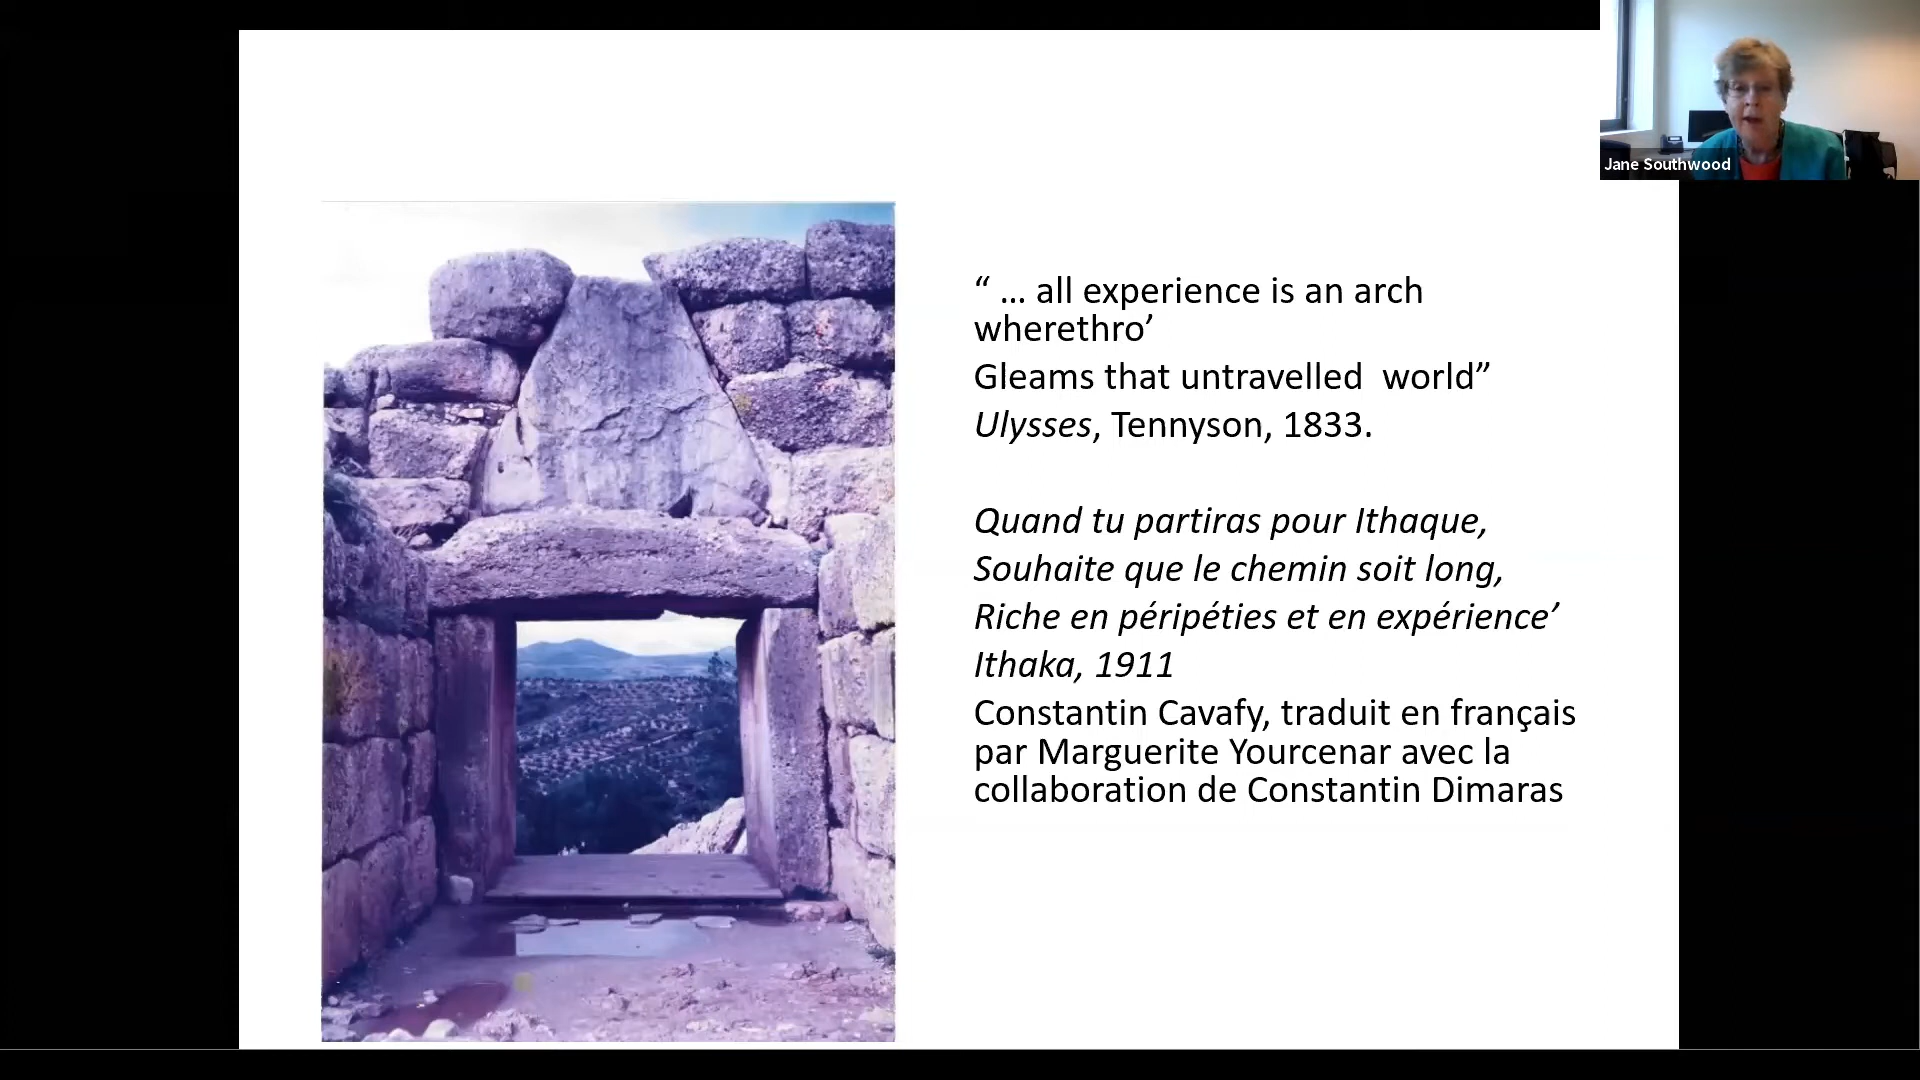 Jane Southwood
“ ... all experience is an arch
wherethro’
Gleams that untravelled  world”
Ulysses, Tennyson, 1833.
Quand tu partiras pour Ithaque,
Souhaite que le chemin soit long,
Riche en péripéties et en expérience’
Ithaka, 1911
Constantin Cavafy, traduit en français
par Marguerite Yourcenar avec la
collaboration de Constantin Dimaras